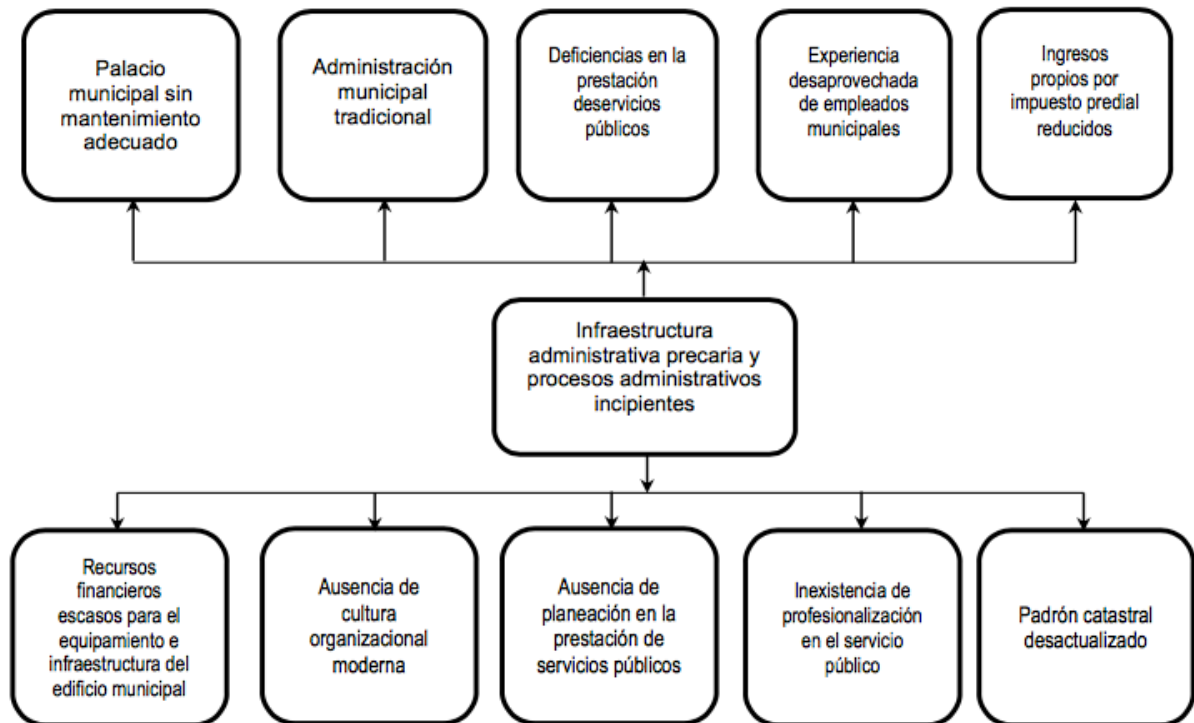 Palacio
municipal sin
mantenimiento
adecuado
Administración
municipal
tradicional
Deficiencias en la
prestación
deservicios
públicos
Experiencia
desaprovechada
de empleados
municipales
Ingresos
propios por
impuesto predial
reducidos
Infraestructura
administrativa precaria y
procesos administrativos
incipientes
Recursos
financieros
escasos para el
equipamiento e
infraestructura del
edificio municipal
Ausencia de
cultura
organizacional
moderna
Ausencia de
planeación en la
prestación de
servicios públicos
Inexistencia de
profesionalización
en el servicio
público
Padrón catastral
desactualizado